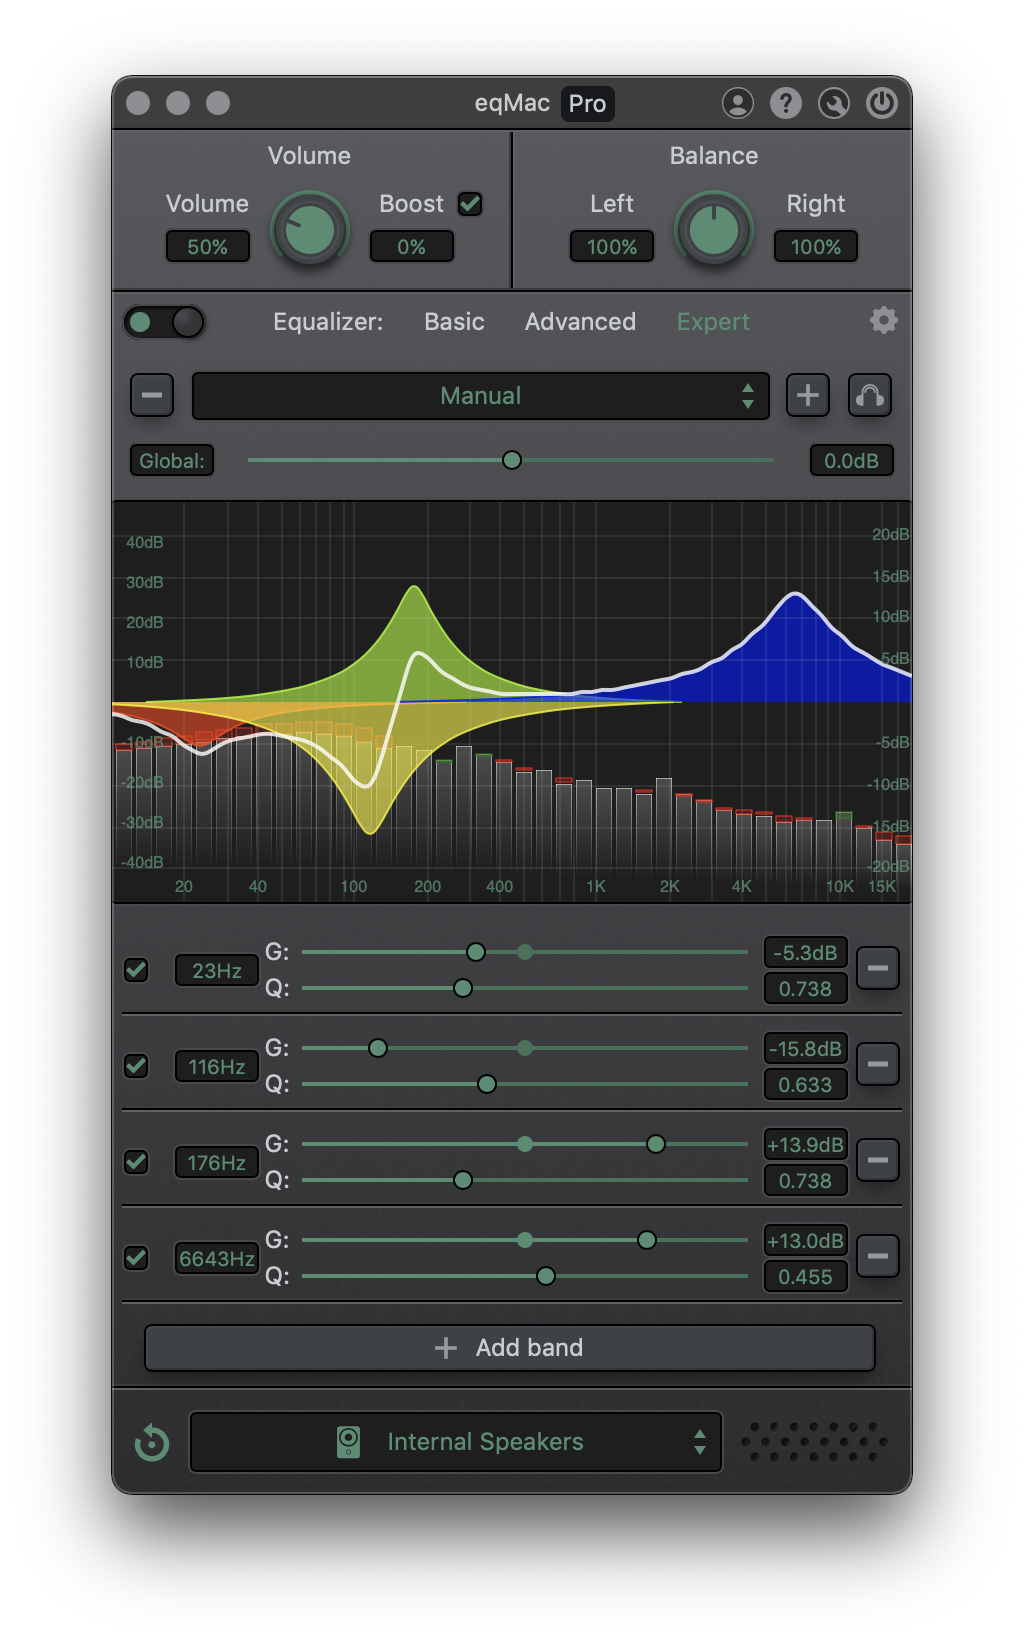 eqMac Pro
Volume
Balance
Volume
Boost
Left
Right
50%
0%
100%
100%
Equalizer:
Basic
Advanced
Expert
Manual
Global:
0.0dB
40dB
20dB
30dB
15dB
20dB
10dB
10dB
5dB
-10dB
-5dB
-20dB
-10dB
-30dB
-15dB
-40dB
-20dB
20 40 100 200 400 1K 2K 4K 10K 15K
G:
-5.3dB
23Hz
Q:
0.738
G:
-15.8dB
116Hz
Q:
0.633
G:
+13.9dB
176Hz
Q:
0.738
G:
+13.0dB
6643Hz
Q:
0.455
Add band
Internal Speakers